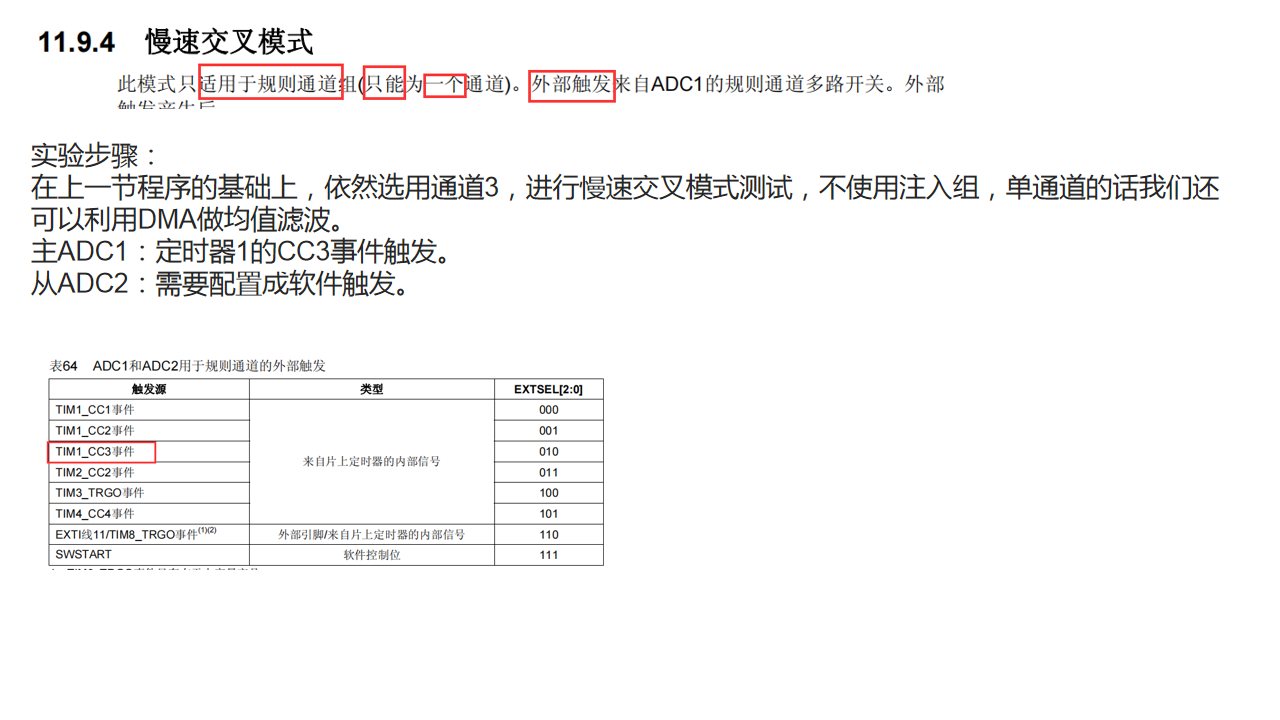 11.9.4 慢速交叉模式
此模式只适用于规则通道组(只能为一个通道)。外部触发来自ADC1的规则通道多路开关。外部
触发产生后
实验步骤：
在上一节程序的基础上，依然选用通道3，进行慢速交叉模式测试，不使用注入组，单通道的话我们还
可以利用DMA做均值滤波。
主ADC1：定时器1的CC3事件触发。
从ADC2：需要配置成软件触发。
表64 ADC1和ADC2用于规则通道的外部触发
触发源 类型 EXTSEL[2:0]
TIM1_CC1事件 000
TIM1_CC2事件 001
TIM1_CC3事件 010
来自片上定时器的内部信号
TIM2_CC2事件 011
TIM3_TRGO事件 100
TIM4_CC4事件 101
EXTI线11/TIM8_TRGO事件(1)(2) 外部引脚/来自片上定时器的内部信号 110
SWSTART 软件控制位 111